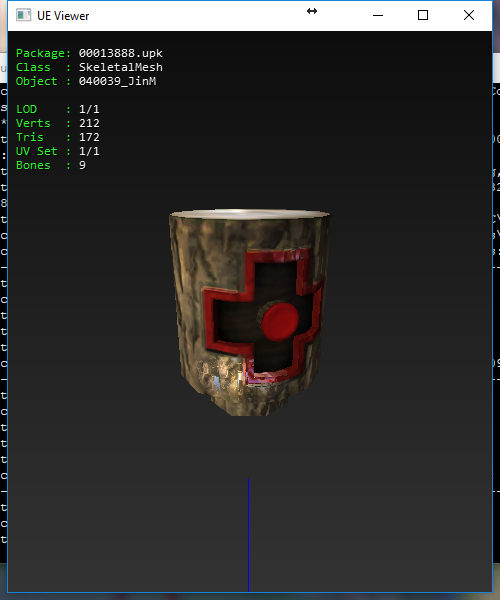 UE Viewer
Package: 00013888.upk
Class : SkeletalMesh
Object : 040039_JinM
LOD : 1/1
Verts : 212
Tris : 172
UV Set : 1/1
Bones : 9